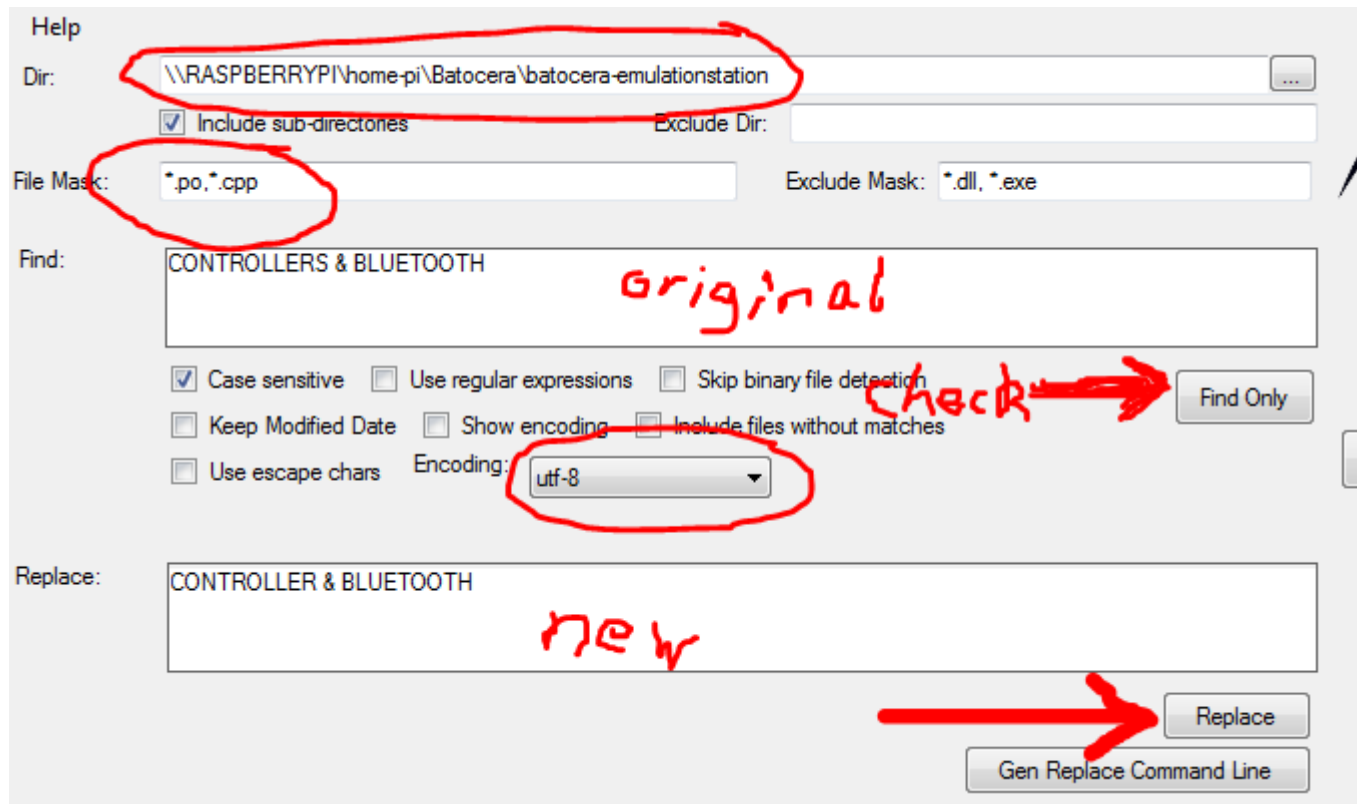 Help
Dir: \\RASPBERRYPI\home-pi\Batocera\batocera-emulationstation ...
Include sub-directories Exclude Dir:
File Mask: *.po,*.cpp Exclude Mask: *.dll, *.exe
Find: CONTROLLERS & BLUETOOTH
original
Case sensitive Use regular expressions Skip binary file detection
check Find Only
Keep Modified Date Show encoding Include files without matches
Use escape chars Encoding: utf-8
Replace: CONTROLLER & BLUETOOTH
new
Replace
Gen Replace Command Line